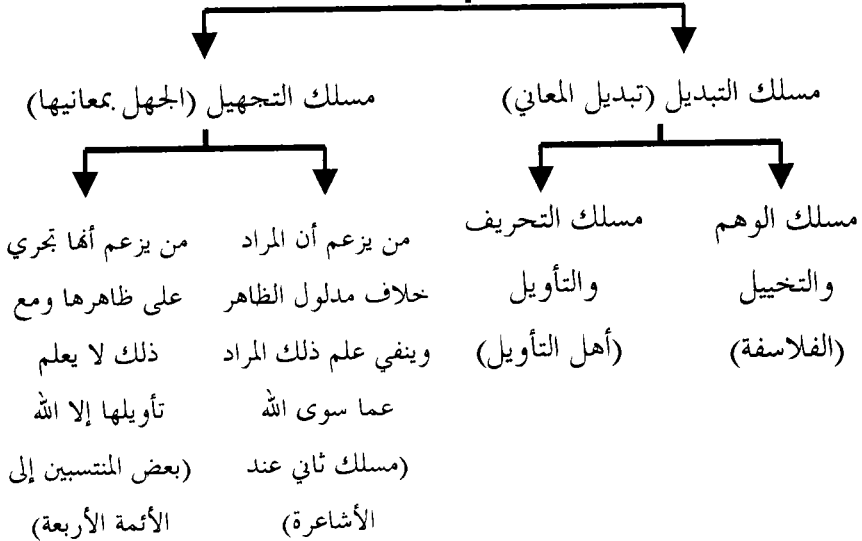 مسلك التبديل (تبديل المعاني)
مسلك التجهيل (الجهل بمعانيها)
مسلك الوهم
والتخييل
(الفلاسفة)
مسلك التحريف
والتأويل
(أهل التأويل)
من يزعم أن المراد
خلاف مدلول الظاهر
وينفي علم ذلك المراد
عما سوى الله
(مسلك ثاني عند
الأشاعرة)
من يزعم أنها تجري
على ظاهرها ومع
ذلك لا يعلم
تأويلها إلا الله
(بعض المنتسبين إلى
الأئمة الأربعة)